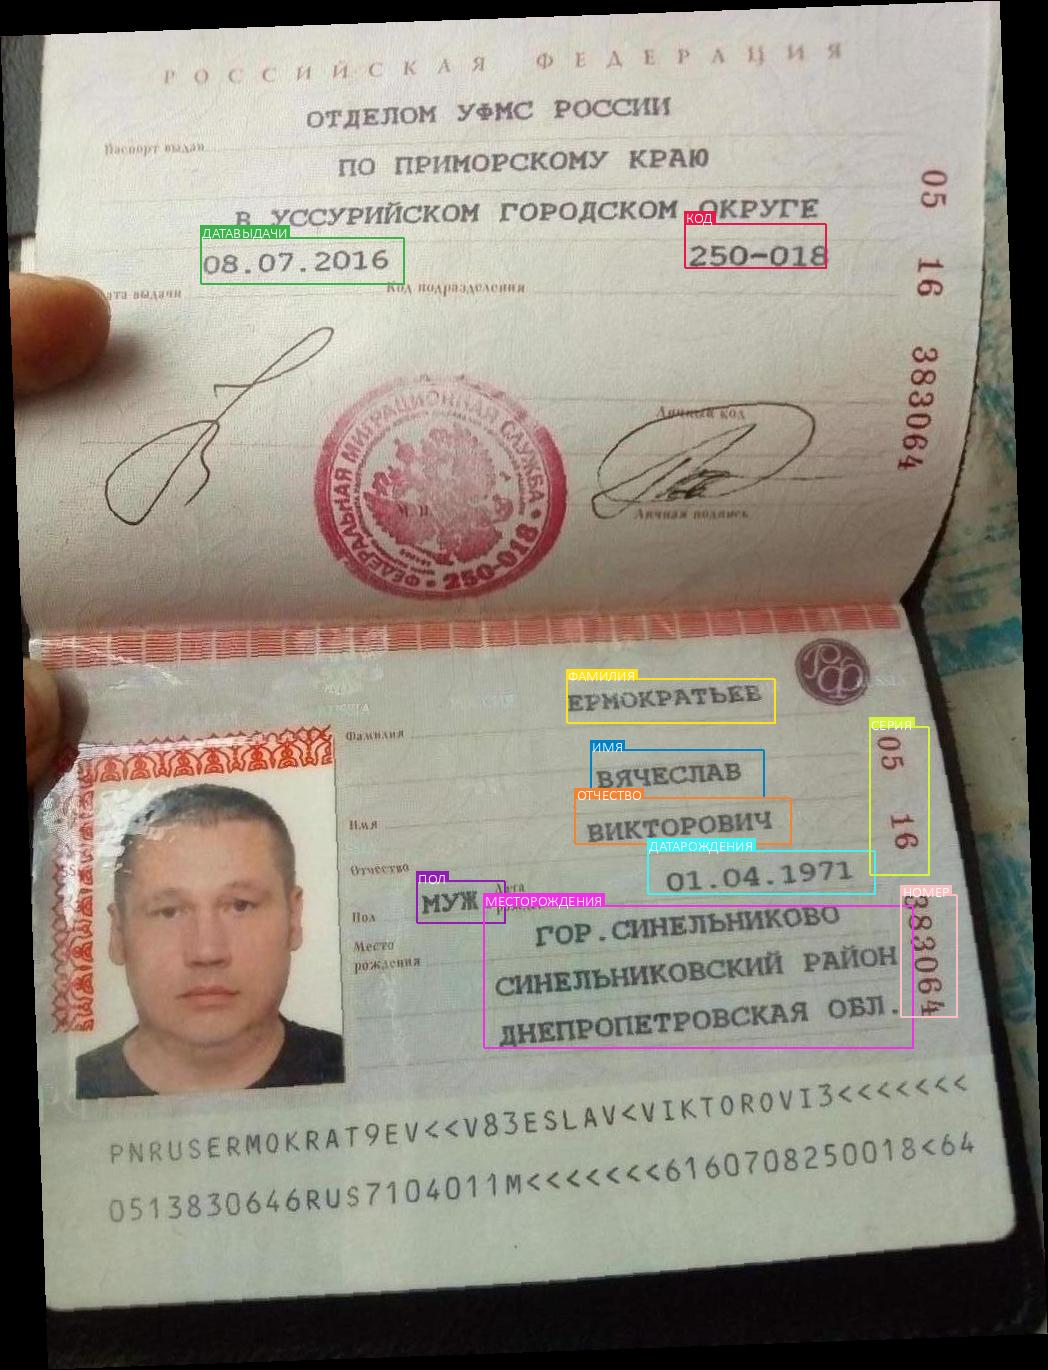 РОССИЙСКАЯ ФЕДЕРАЦИЯ
ОТДЕЛОМ УФМС РОССИИ
Паспорт выдан
ПО ПРИМОРСКОМУ КРАЮ
В УССУРИЙСКОМ ГОРОДСКОМ ОКРУГЕ
ДАТАВЫДАЧИ
КОД
08.07.2016
250-018
дата выдачи
Код подразделения
05 16 383064
Личный код
ФЕДЕРАЛЬНАЯ МИГРАЦИОННАЯ СЛУЖБА
250-018
М.П.
Личная подпись
ФАМИЛИЯ
ЕРМОКРАТЬЕВ
Фамилия
ИМЯ
ВЯЧЕСЛАВ
Имя
ОТЧЕСТВО
ВИКТОРОВИЧ
Отчество
СЕРИЯ
05 16
ДАТАРОЖДЕНИЯ
01.04.1971
ПОЛ
МУЖ
Пол
Дата
НОМЕР
383064
МЕСТОРОЖДЕНИЯ
ГОР.СИНЕЛЬНИКОВО
Место
рождения
СИНЕЛЬНИКОВСКИЙ РАЙОН
ДНЕПРОПЕТРОВСКАЯ ОБЛ.
PNRUSERMOKRAT9EV<<V83ESLAV<VIKTOROVI3<<<<<<<
0513830646RUS7104011M<<<<<<<6160708250018<64